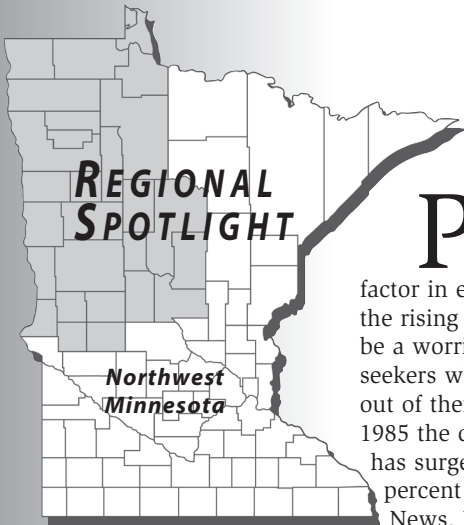 REGIONAL
SPOTLIGHT
Northwest
Minnesota
P
factor in e
the rising
be a worri
seekers w
out of thei
1985 the
has surge
percent
News,